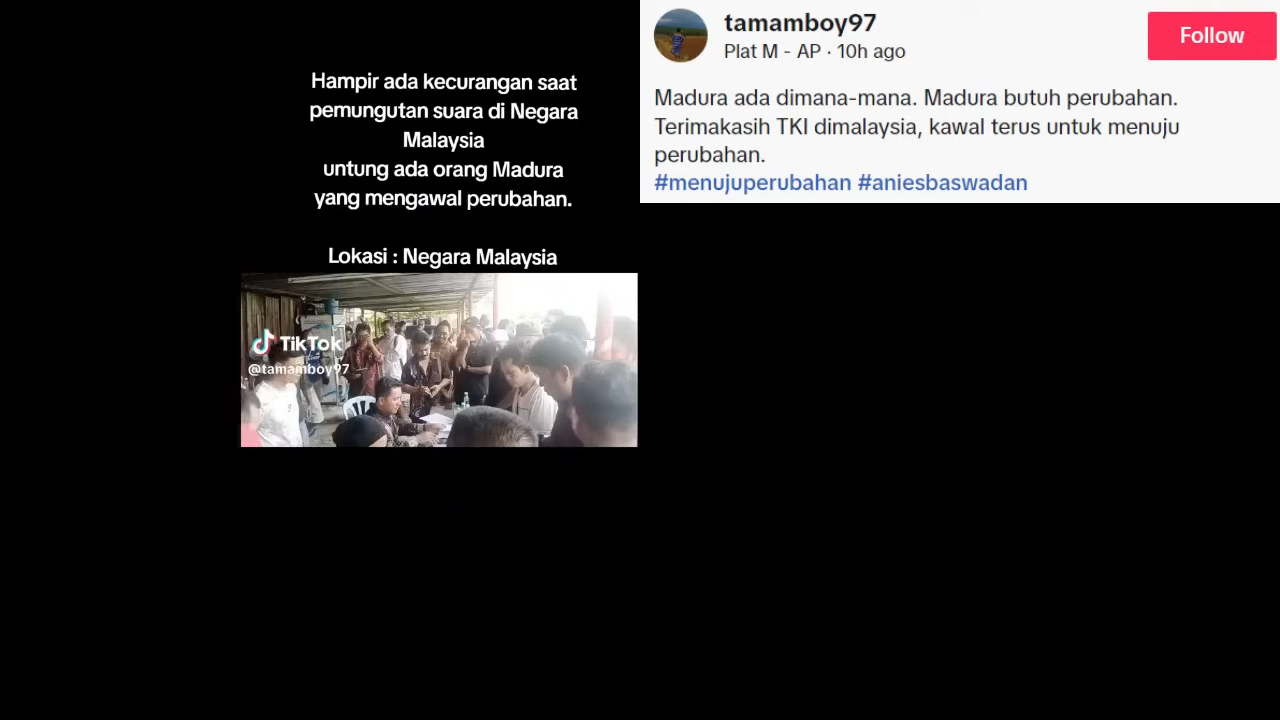 Hampir ada kecurangan saat
pemungutan suara di Negara
Malaysia
untung ada orang Madura
yang mengawal perubahan.
Lokasi : Negara Malaysia
TikTok
@tamamboy97
tamamboy97
Plat M - AP · 10h ago
Follow
Madura ada dimana-mana. Madura butuh perubahan.
Terimakasih TKI dimalaysia, kawal terus untuk menuju
perubahan.
#menujuperubahan #aniesbaswadan